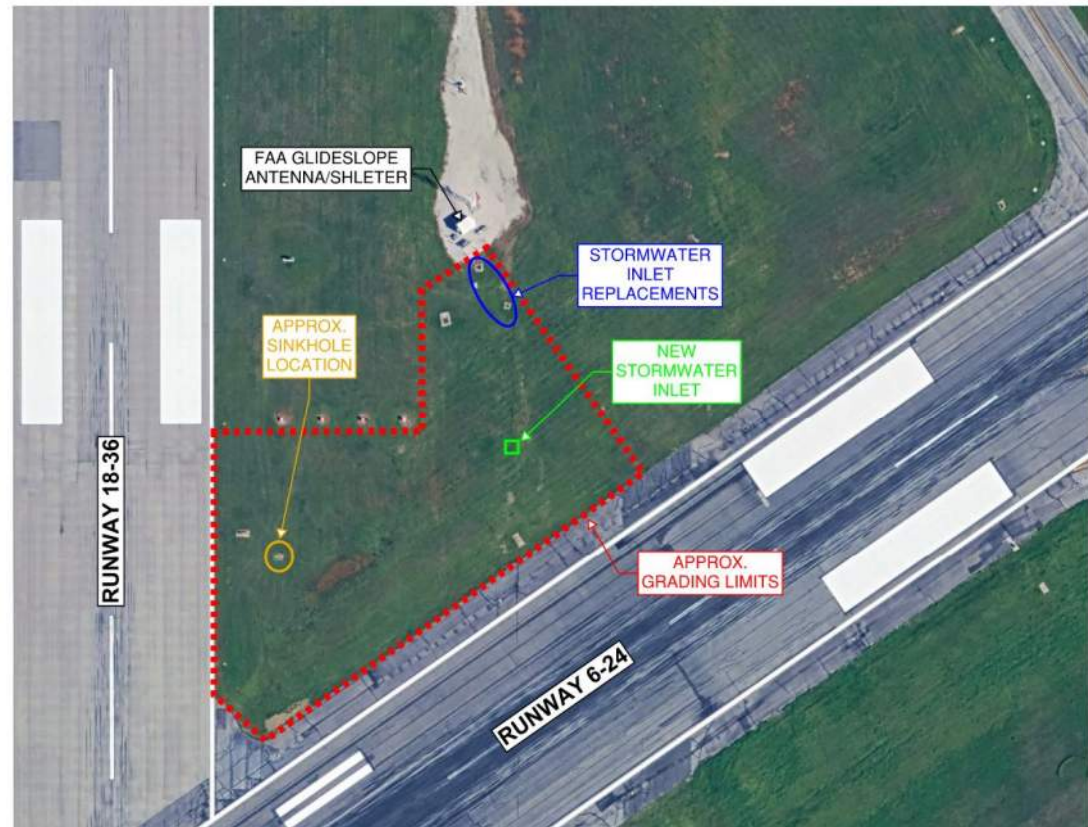 FAA GLIDESLOPE
ANTENNA/SHLETER
STORMWATER
INLET
REPLACEMENTS
APPROX.
SINKHOLE
LOCATION
NEW
STORMWATER
INLET
RUNWAY 18-36
APPROX.
GRADING LIMITS
RUNWAY 6-24